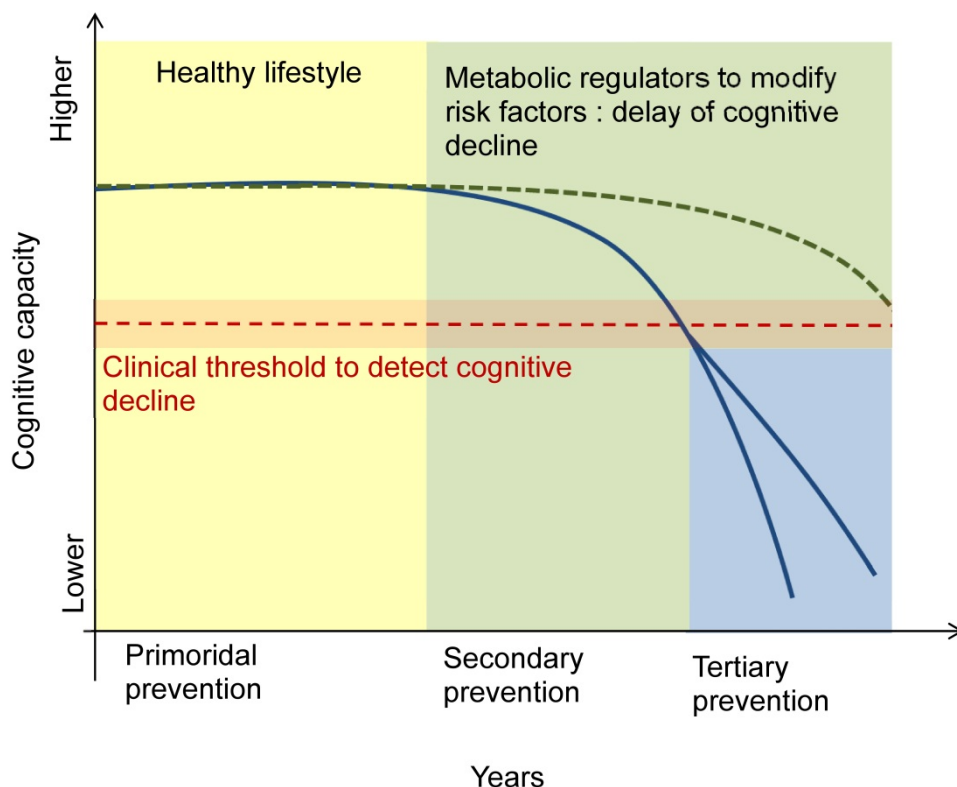 Higher
Cognitive capacity
Lower
Healthy lifestyle
Metabolic regulators to modify
risk factors : delay of cognitive
decline
Clinical threshold to detect cognitive
decline
Primoridal
prevention
Secondary
prevention
Tertiary
prevention
Years